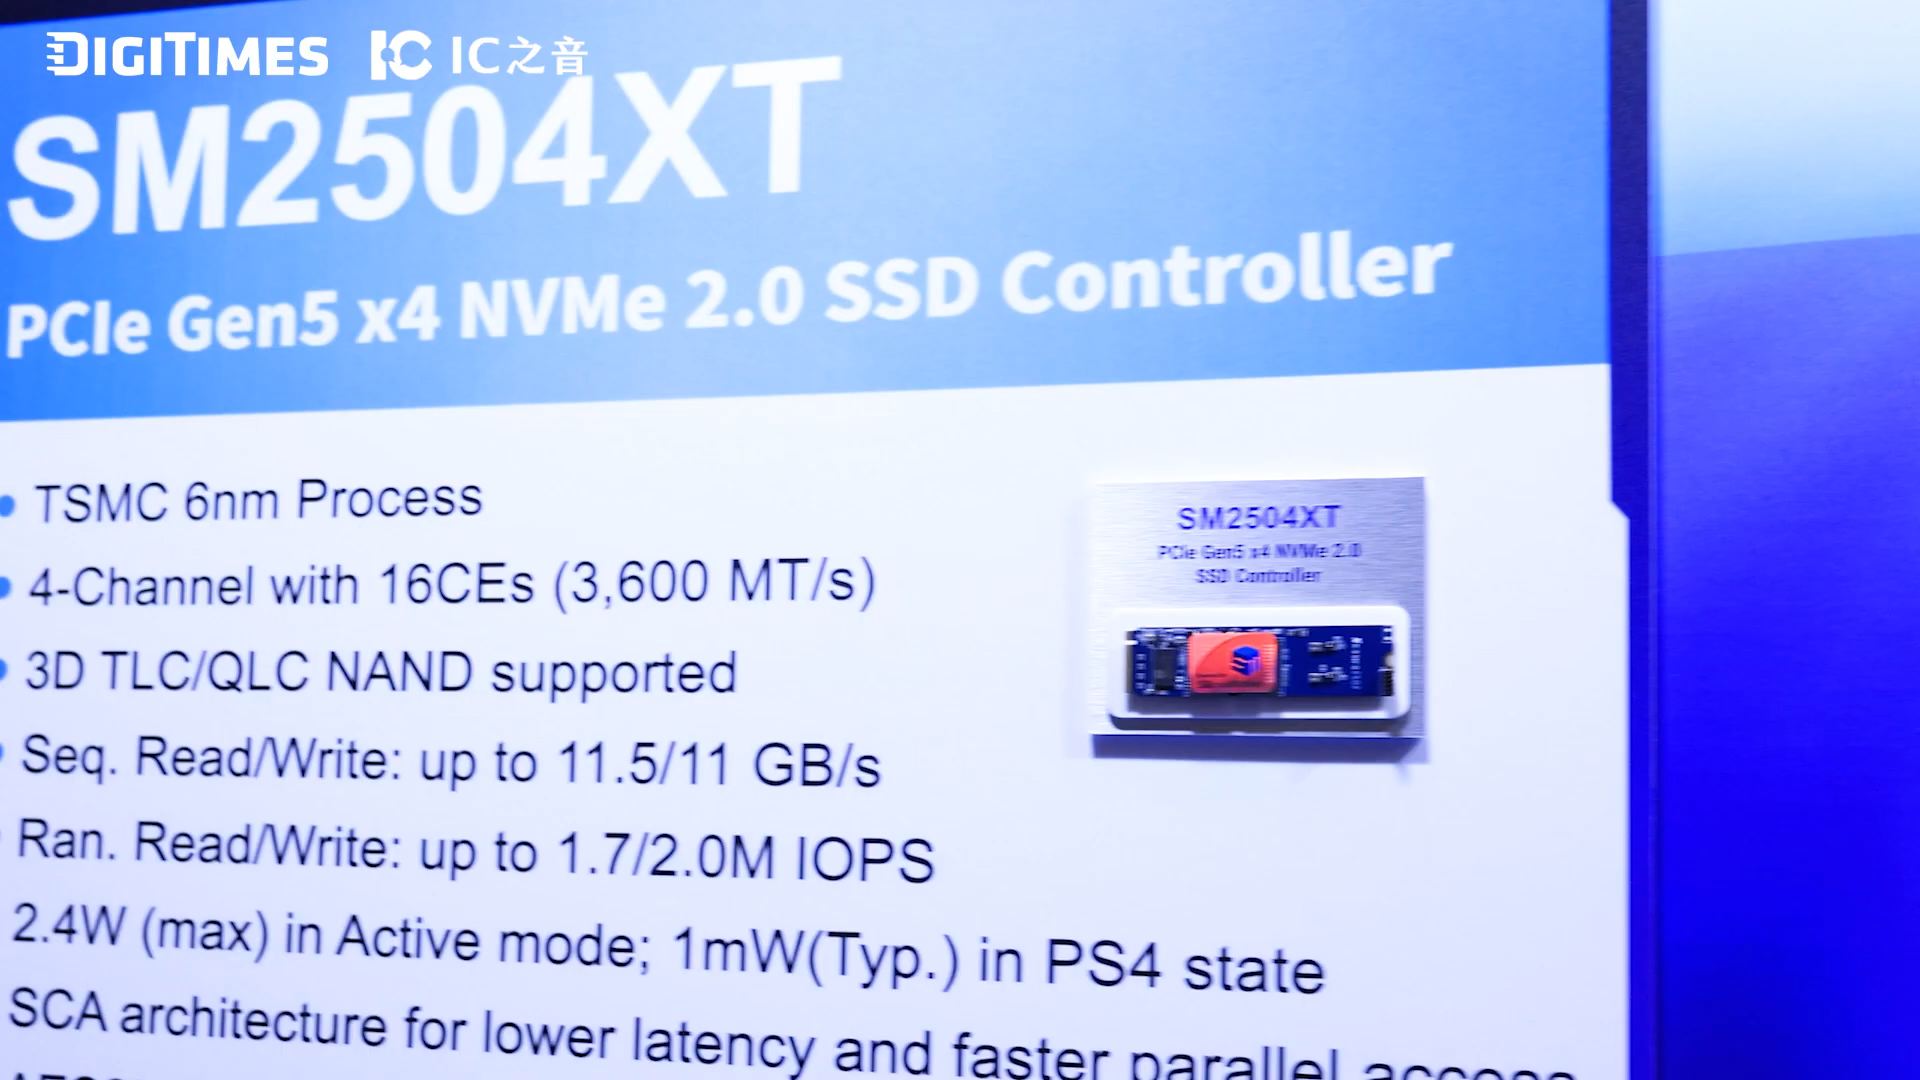 DIGITIMES IC IC之音
SM2504XT
PCIe Gen5 x4 NVMe 2.0 SSD Controller
• TSMC 6nm Process
• 4-Channel with 16CEs (3,600 MT/s)
• 3D TLC/QLC NAND supported
• Seq. Read/Write: up to 11.5/11 GB/s
Ran. Read/Write: up to 1.7/2.0M IOPS
2.4W (max) in Active mode; 1mW(Typ.) in PS4 state
SCA architecture for lower latency and faster parallel access
SM2504XT
PCIe Gen5 x4 NVMe 2.0
SSD Controller